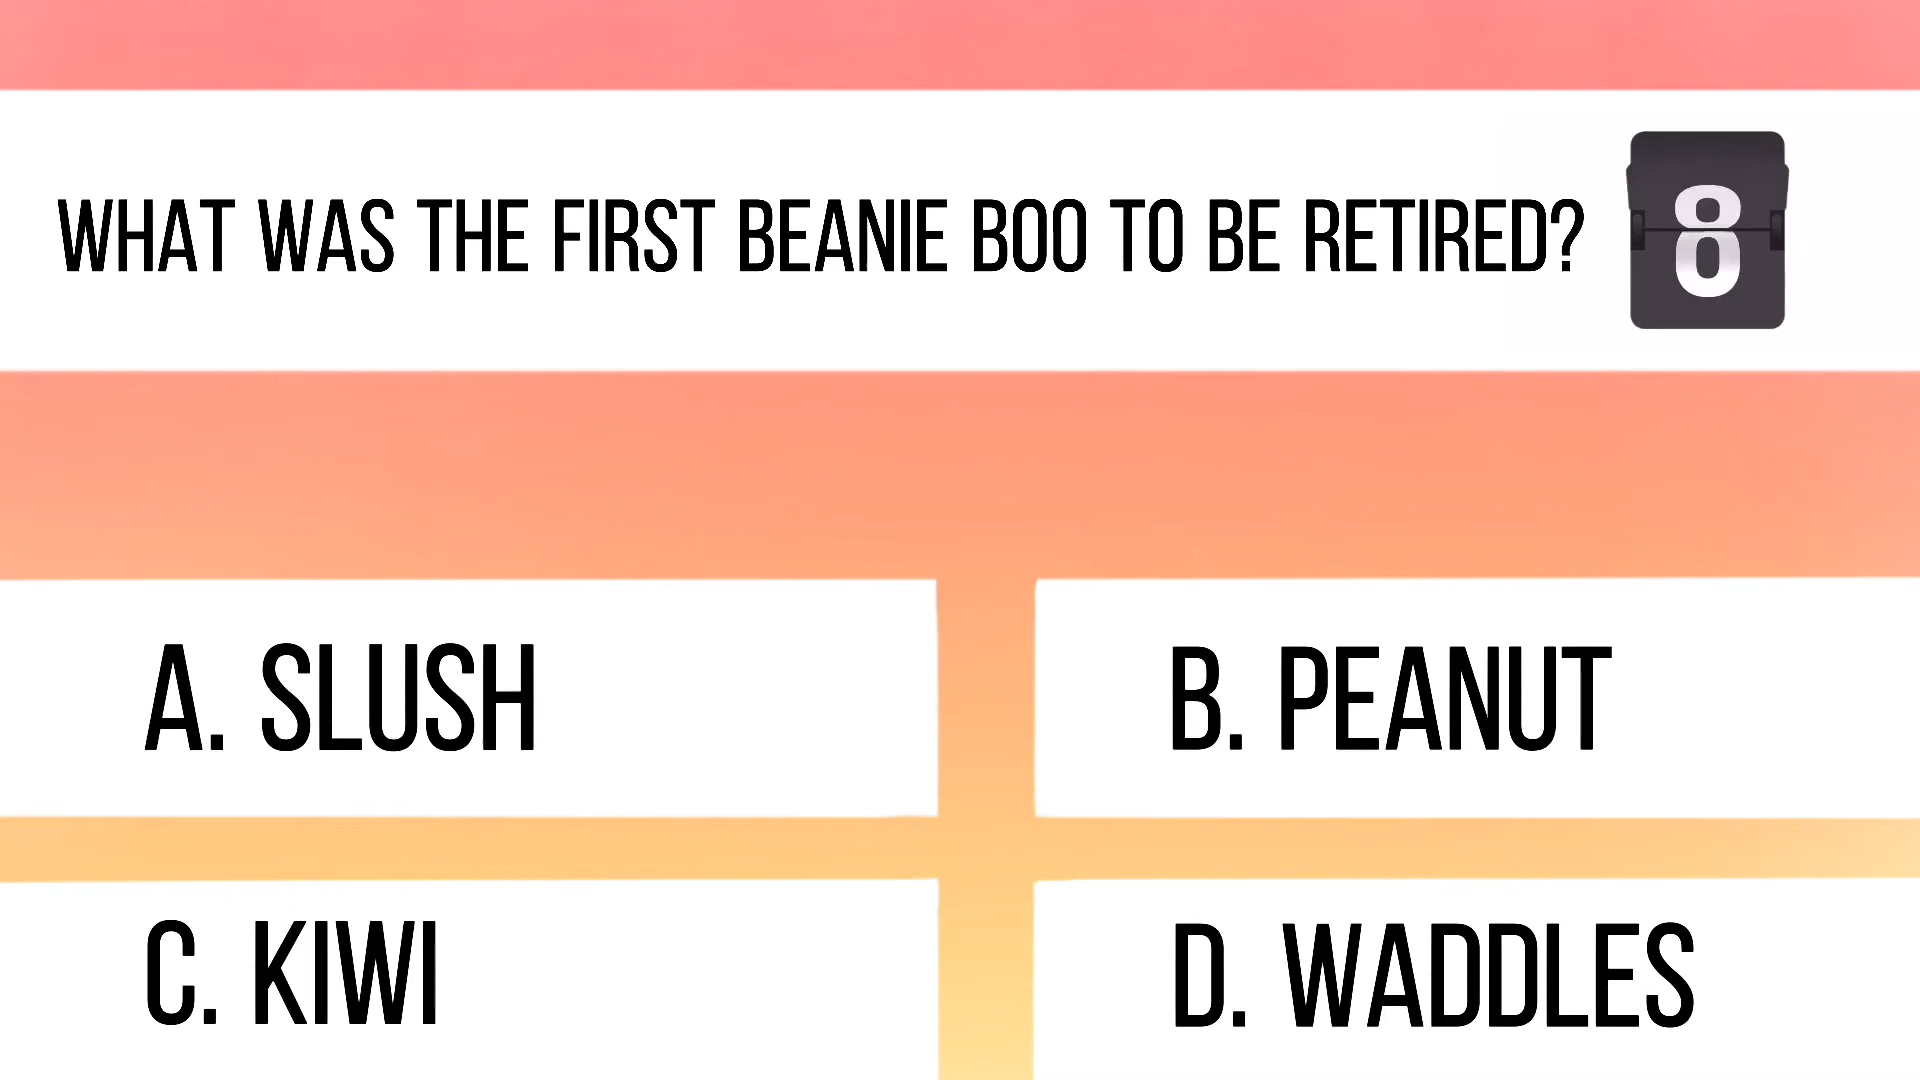 WHAT WAS THE FIRST BEANIE BOO TO BE RETIRED?
8
A. SLUSH
B. PEANUT
C. KIWI
D. WADDLES